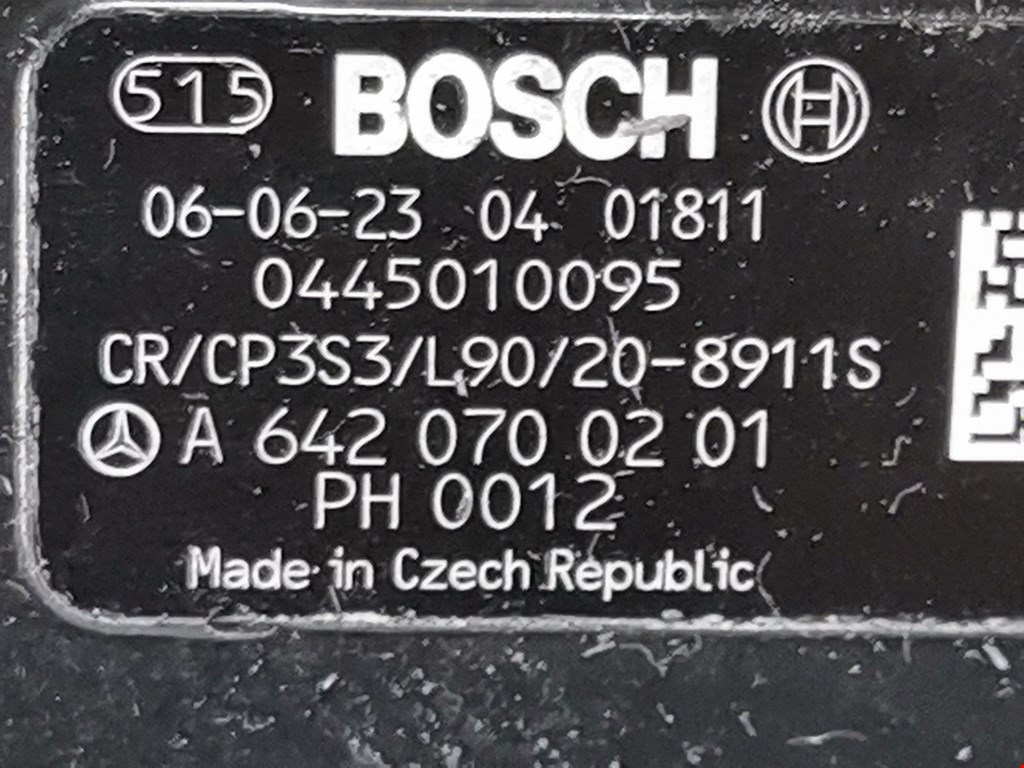 515 BOSCH
06-06-23 04 01811
0445010095
CR/CP3S3/L90/20-8911S
A 642 070 02 01
PH 0012
Made in Czech Republic